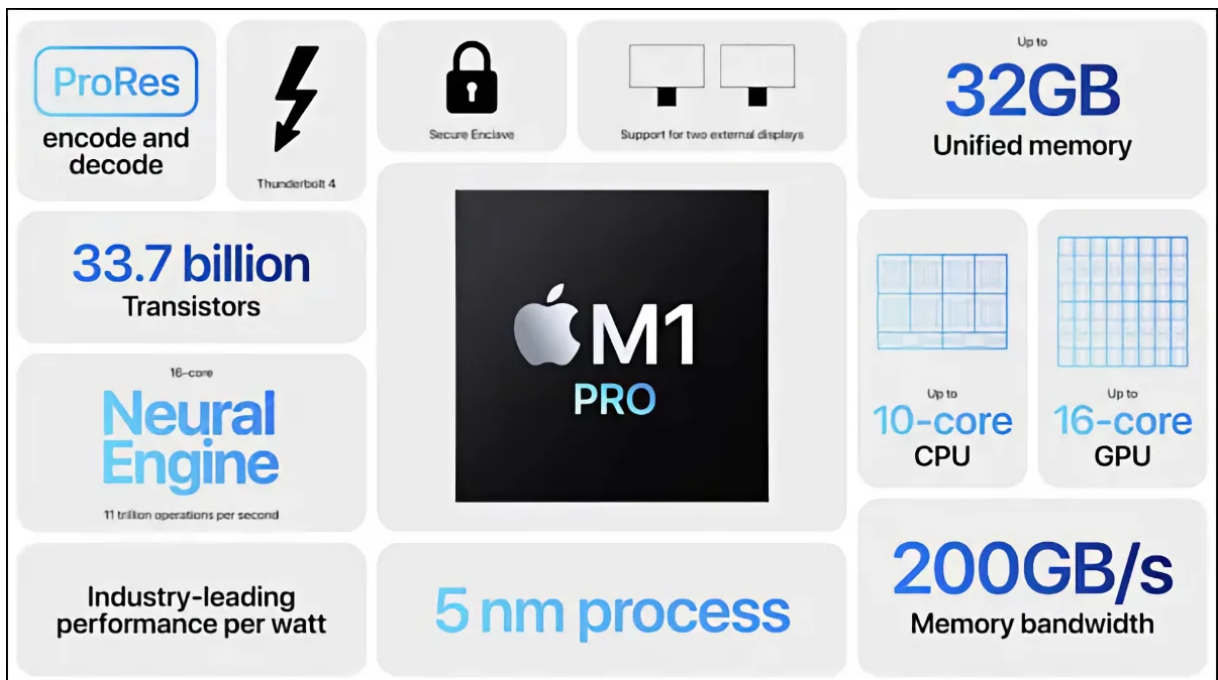 ProRes
encode and
decode
Thunderbolt 4
Secure Enclave
Support for two external displays
Up to
32GB
Unified memory
33.7 billion
Transistors
M1
PRO
Up to
10-core
CPU
Up to
16-core
GPU
16-core
Neural
Engine
11 trillion operations per second
Industry-leading
performance per watt
5 nm process
200GB/s
Memory bandwidth